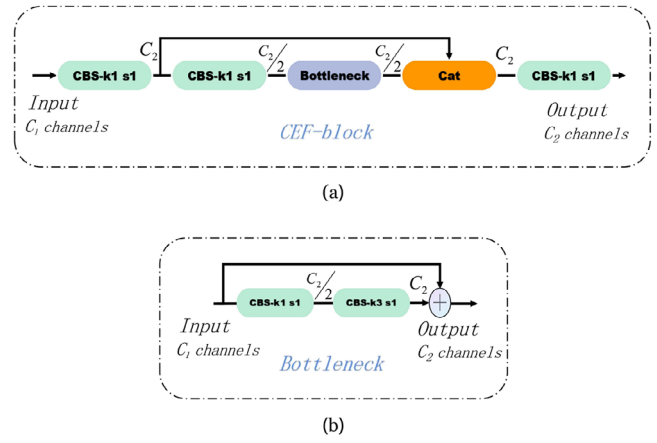 C₂ C₂/2 C₂/2 C₂
CBS-k1 s1 CBS-k1 s1 Bottleneck Cat CBS-k1 s1
Input Output
C₁ channels C₂ channels
CEF-block
(a)
C₂/2 C₂
CBS-k1 s1 CBS-k3 s1 +
Input Output
C₁ channels C₂ channels
Bottleneck
(b)